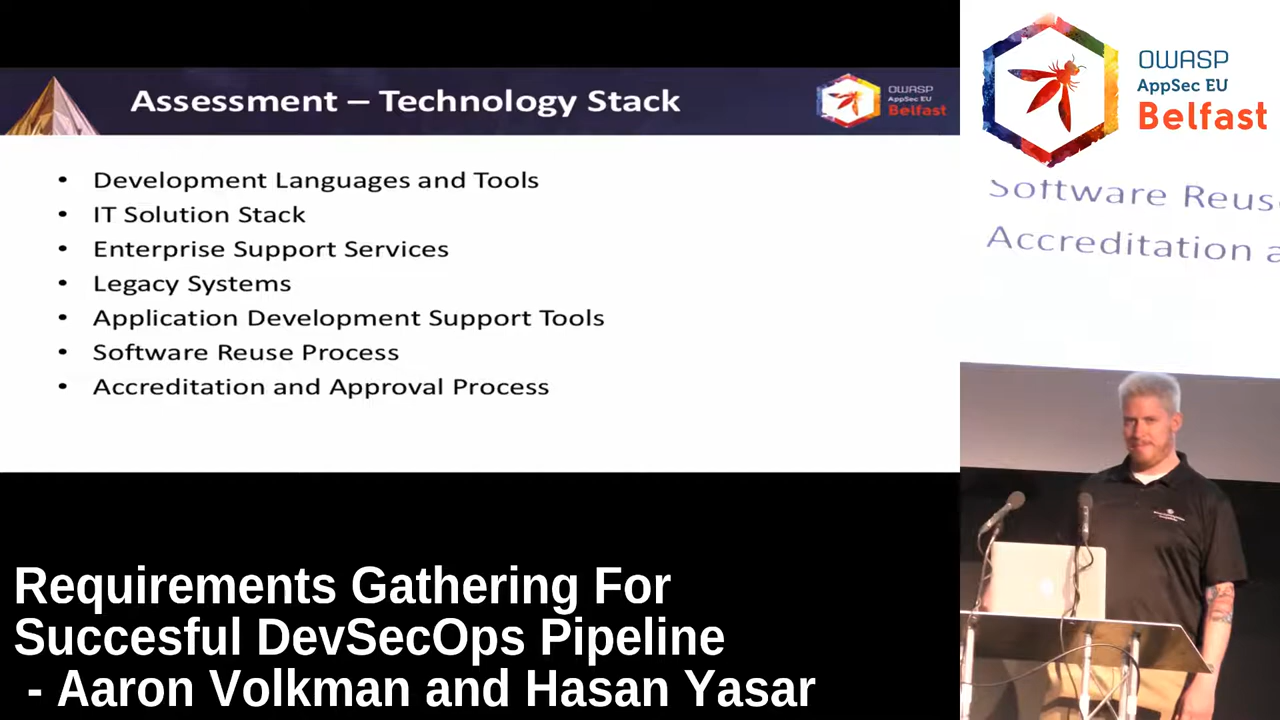 Assessment – Technology Stack
OWASP
AppSec EU
Belfast
• Development Languages and Tools
• IT Solution Stack
• Enterprise Support Services
• Legacy Systems
• Application Development Support Tools
• Software Reuse Process
• Accreditation and Approval Process
OWASP
AppSec EU
Belfast
Software Reus
Accreditation a
Requirements Gathering For
Succesful DevSecOps Pipeline
- Aaron Volkman and Hasan Yasar